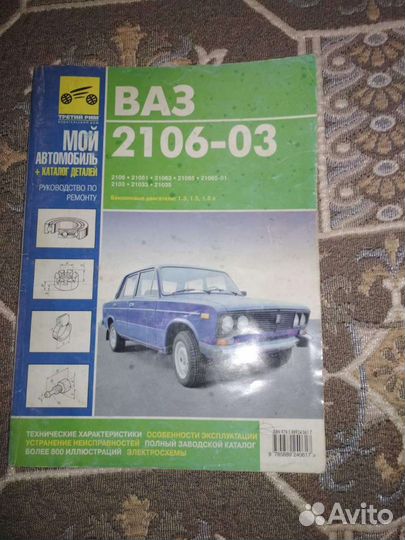 ТРЕТИЙ РИМ
МОЙ
АВТОМОБИЛЬ
+ КАТАЛОГ ДЕТАЛЕЙ
РУКОВОДСТВО ПО
РЕМОНТУ
ВАЗ
2106-03
2106 • 21061 • 21063 • 21065 • 21065-01
2103 • 21033 • 21035
Бензиновые двигатели: 1.3, 1.5, 1.6 л
ТЕХНИЧЕСКИЕ ХАРАКТЕРИСТИКИ ОСОБЕННОСТИ ЭКСПЛУАТАЦИИ
УСТРАНЕНИЕ НЕИСПРАВНОСТЕЙ ПОЛНЫЙ ЗАВОДСКОЙ КАТАЛОГ
БОЛЕЕ 800 ИЛЛЮСТРАЦИЙ ЭЛЕКТРОСХЕМЫ
Avito